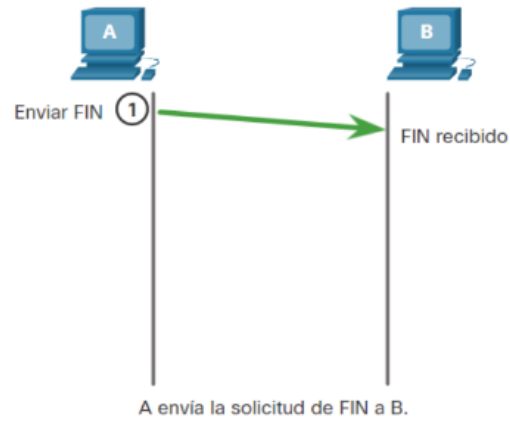 A
B
Enviar FIN 1
FIN recibido
A envía la solicitud de FIN a B.